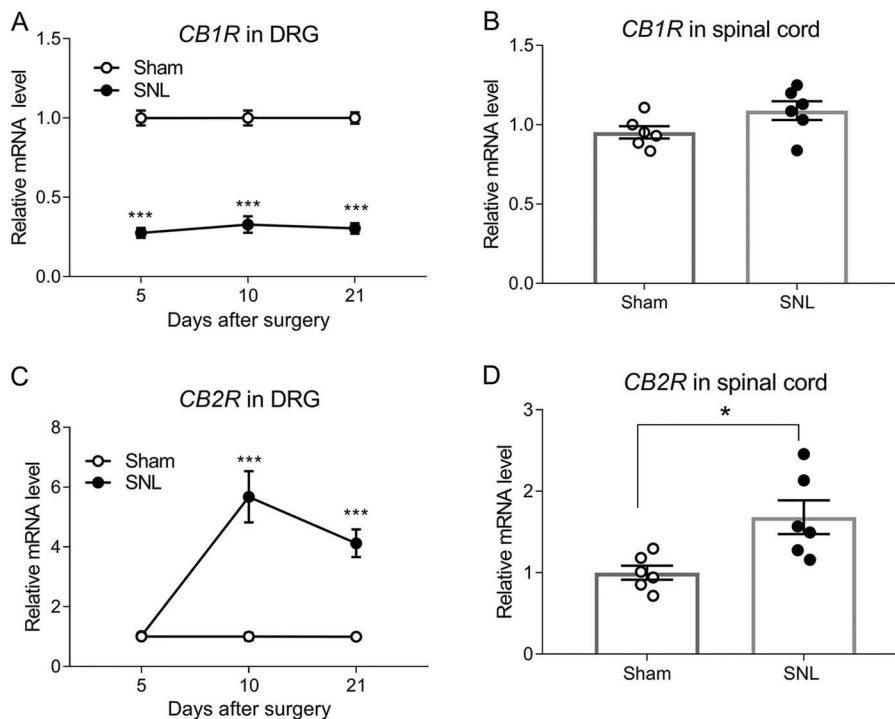 A
CB1R in DRG
Sham
SNL
Relative mRNA level
1.5
1.0
0.5
0.0
***
***
***
5
10
21
Days after surgery
B
CB1R in spinal cord
Relative mRNA level
1.5
1.0
0.5
0.0
Sham
SNL
C
CB2R in DRG
Sham
SNL
Relative mRNA level
8
6
4
2
0
***
***
5
10
21
Days after surgery
D
CB2R in spinal cord
Relative mRNA level
3
2
1
0
*
Sham
SNL